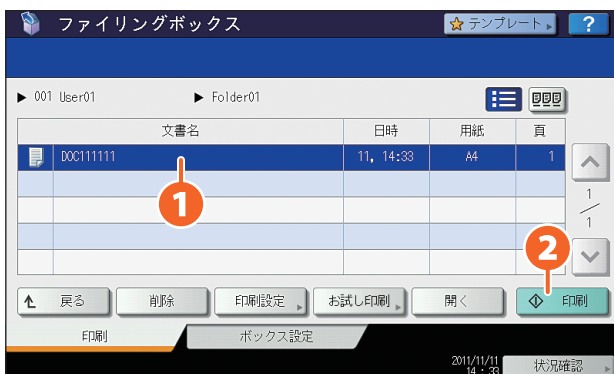 ファイリングボックス テンプレート ?
001 User01 Folder01
文書名 日時 用紙 頁
DOC111111 11, 14:33 A4 1
1
1
1
2
戻る 削除 印刷設定 お試し印刷 開く 印刷
印刷 ボックス設定
2011/11/11
14:33 状況確認